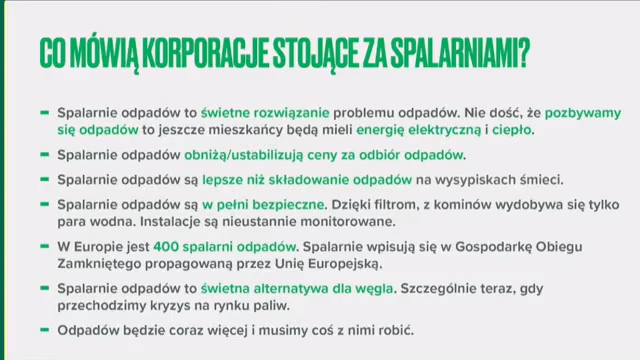 CO MÓWIĄ KORPORACJE STOJĄCE ZA SPALARNIAMI?
– Spalarnie odpadów to świetne rozwiązanie problemu odpadów. Nie dość, że pozbywamy
się odpadów to jeszcze mieszkańcy będą mieli energię elektryczną i ciepło.
– Spalarnie odpadów obniżą/ustabilizują ceny za odbiór odpadów.
– Spalarnie odpadów są lepsze niż składowanie odpadów na wysypiskach śmieci.
– Spalarnie odpadów są w pełni bezpieczne. Dzięki filtrom, z kominów wydobywa się tylko
para wodna. Instalacje są nieustannie monitorowane.
– W Europie jest 400 spalarni odpadów. Spalarnie wpisują się w Gospodarkę Obiegu
Zamkniętego propagowaną przez Unię Europejską.
– Spalarnie odpadów to świetna alternatywa dla węgla. Szczególnie teraz, gdy
przechodzimy kryzys na rynku paliw.
– Odpadów będzie coraz więcej i musimy coś z nimi robić.